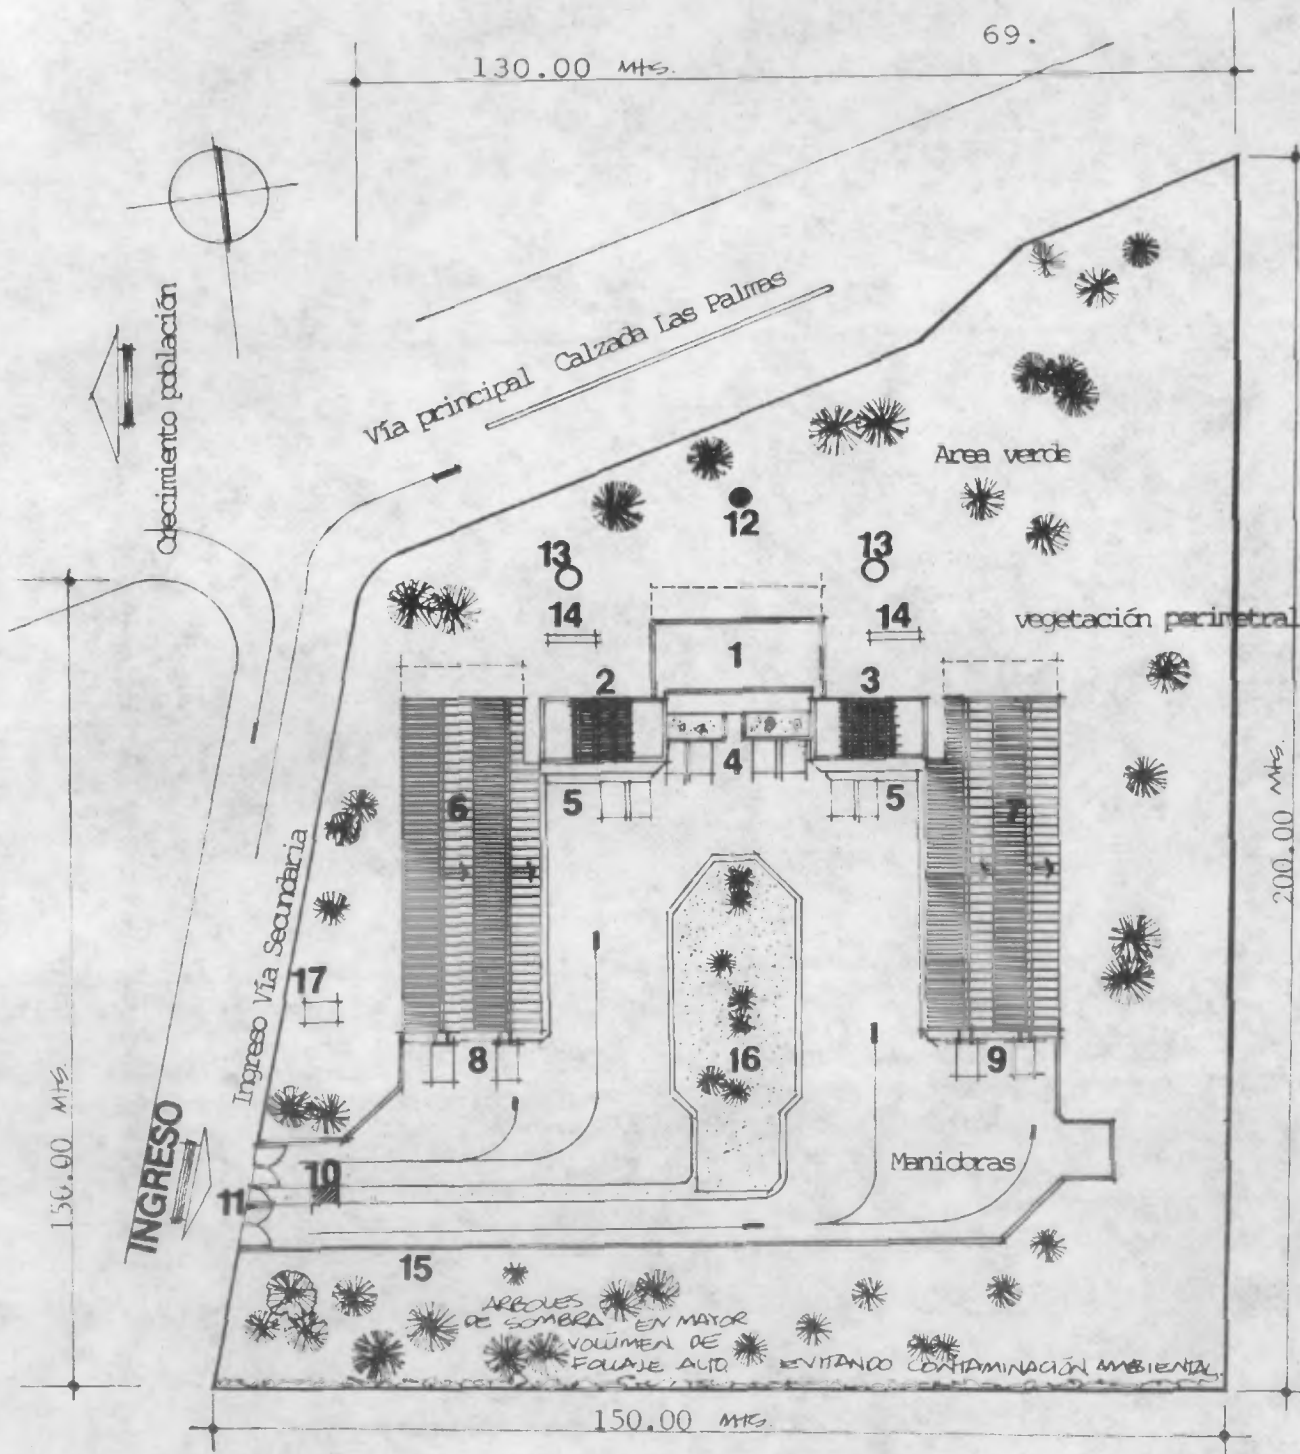 69.
130.00 Mts.
Crecimiento población
Vía principal Calzada Las Palmas
Area verde
12
13
13
14
14
vegetación perimetral
1
2
3
4
5
5
6
7
200.00 Mts.
Ingreso Vía Secundaria
17
8
16
9
INGRESO
10
11
Maniobras
156.00 Mts
15
ARBOLES
DE SOMBRA EN MAYOR
VOLÚMEN DE
FOLLAJE ALTO EVITANDO CONTAMINACIÓN AMBIENTAL.
150.00 Mts.